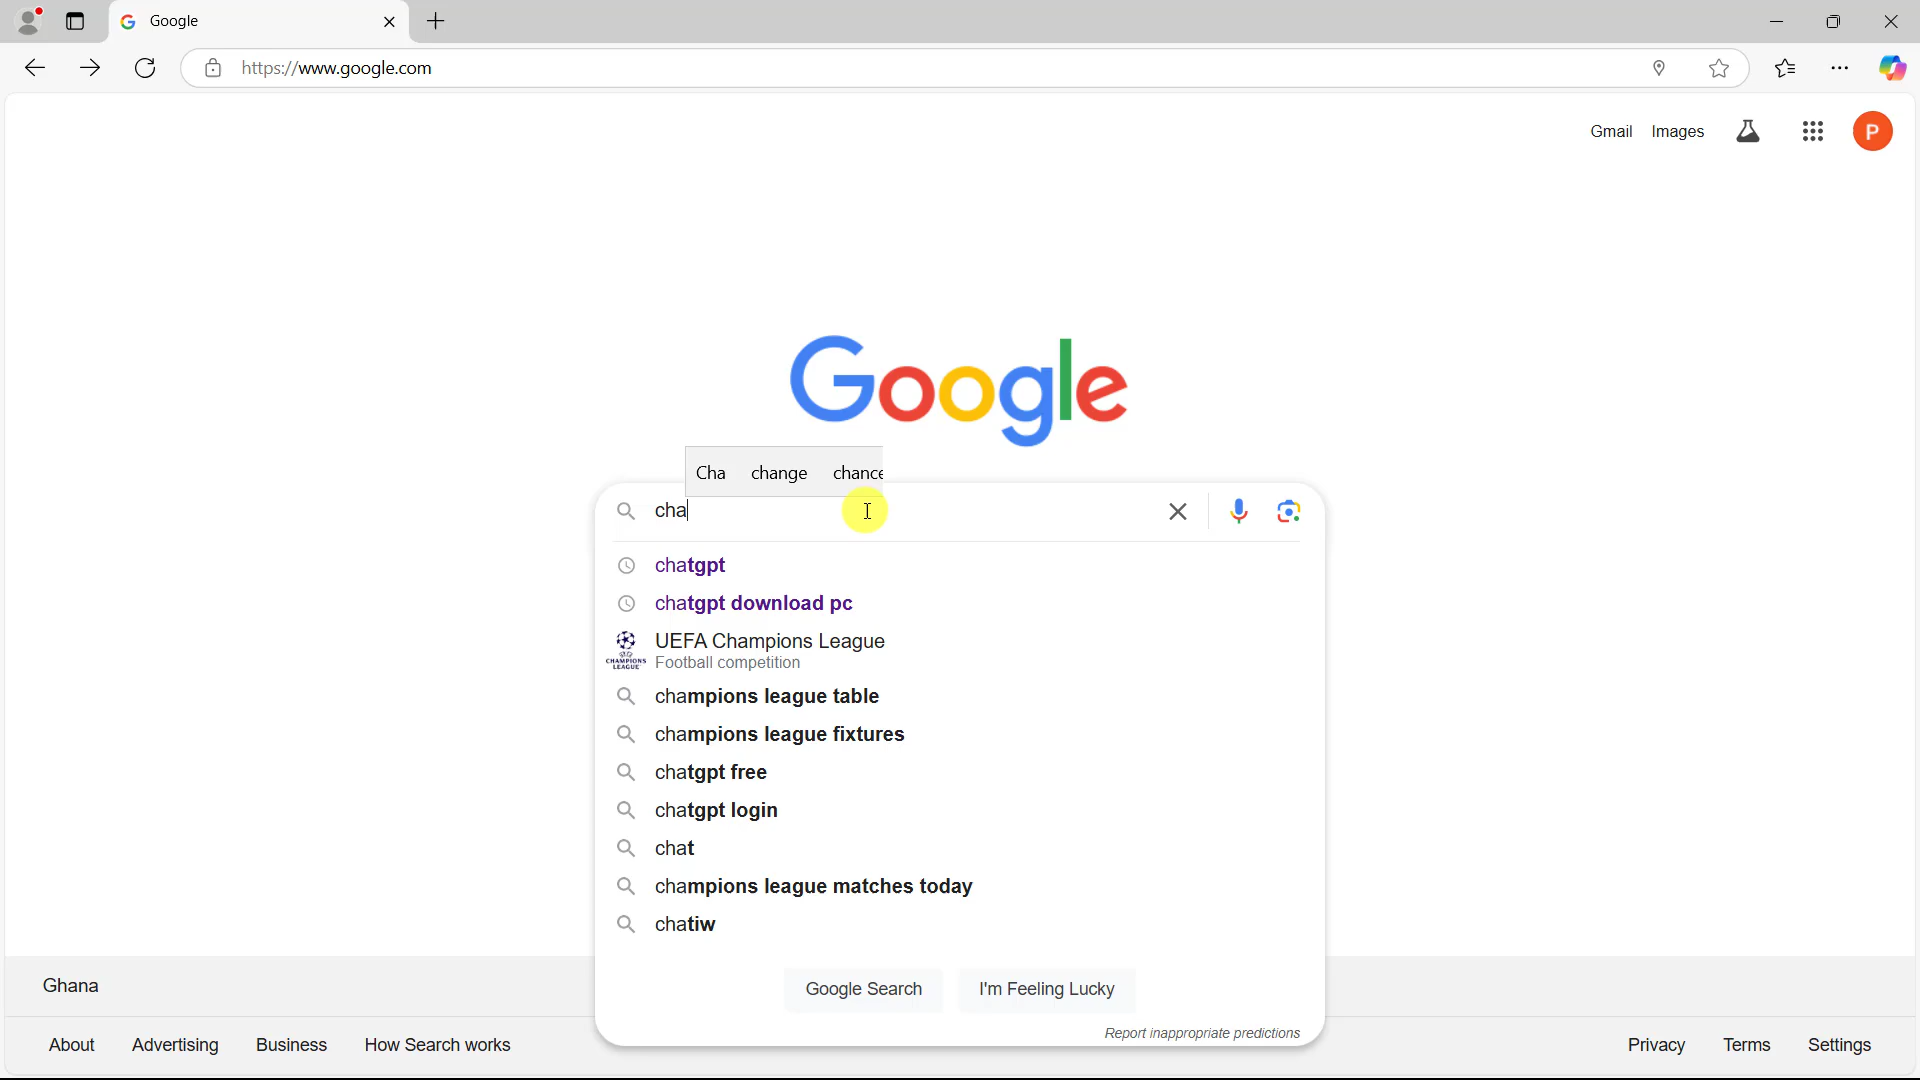 Google
https://www.google.com
Gmail Images P
Google
Cha change chance
cha
chatgpt
chatgpt download pc
UEFA Champions League
CHAMPIONS LEAGUE Football competition
champions league table
champions league fixtures
chatgpt free
chatgpt login
chat
champions league matches today
chatiw
Google Search I'm Feeling Lucky
Report inappropriate predictions
Ghana
About Advertising Business How Search works Privacy Terms Settings